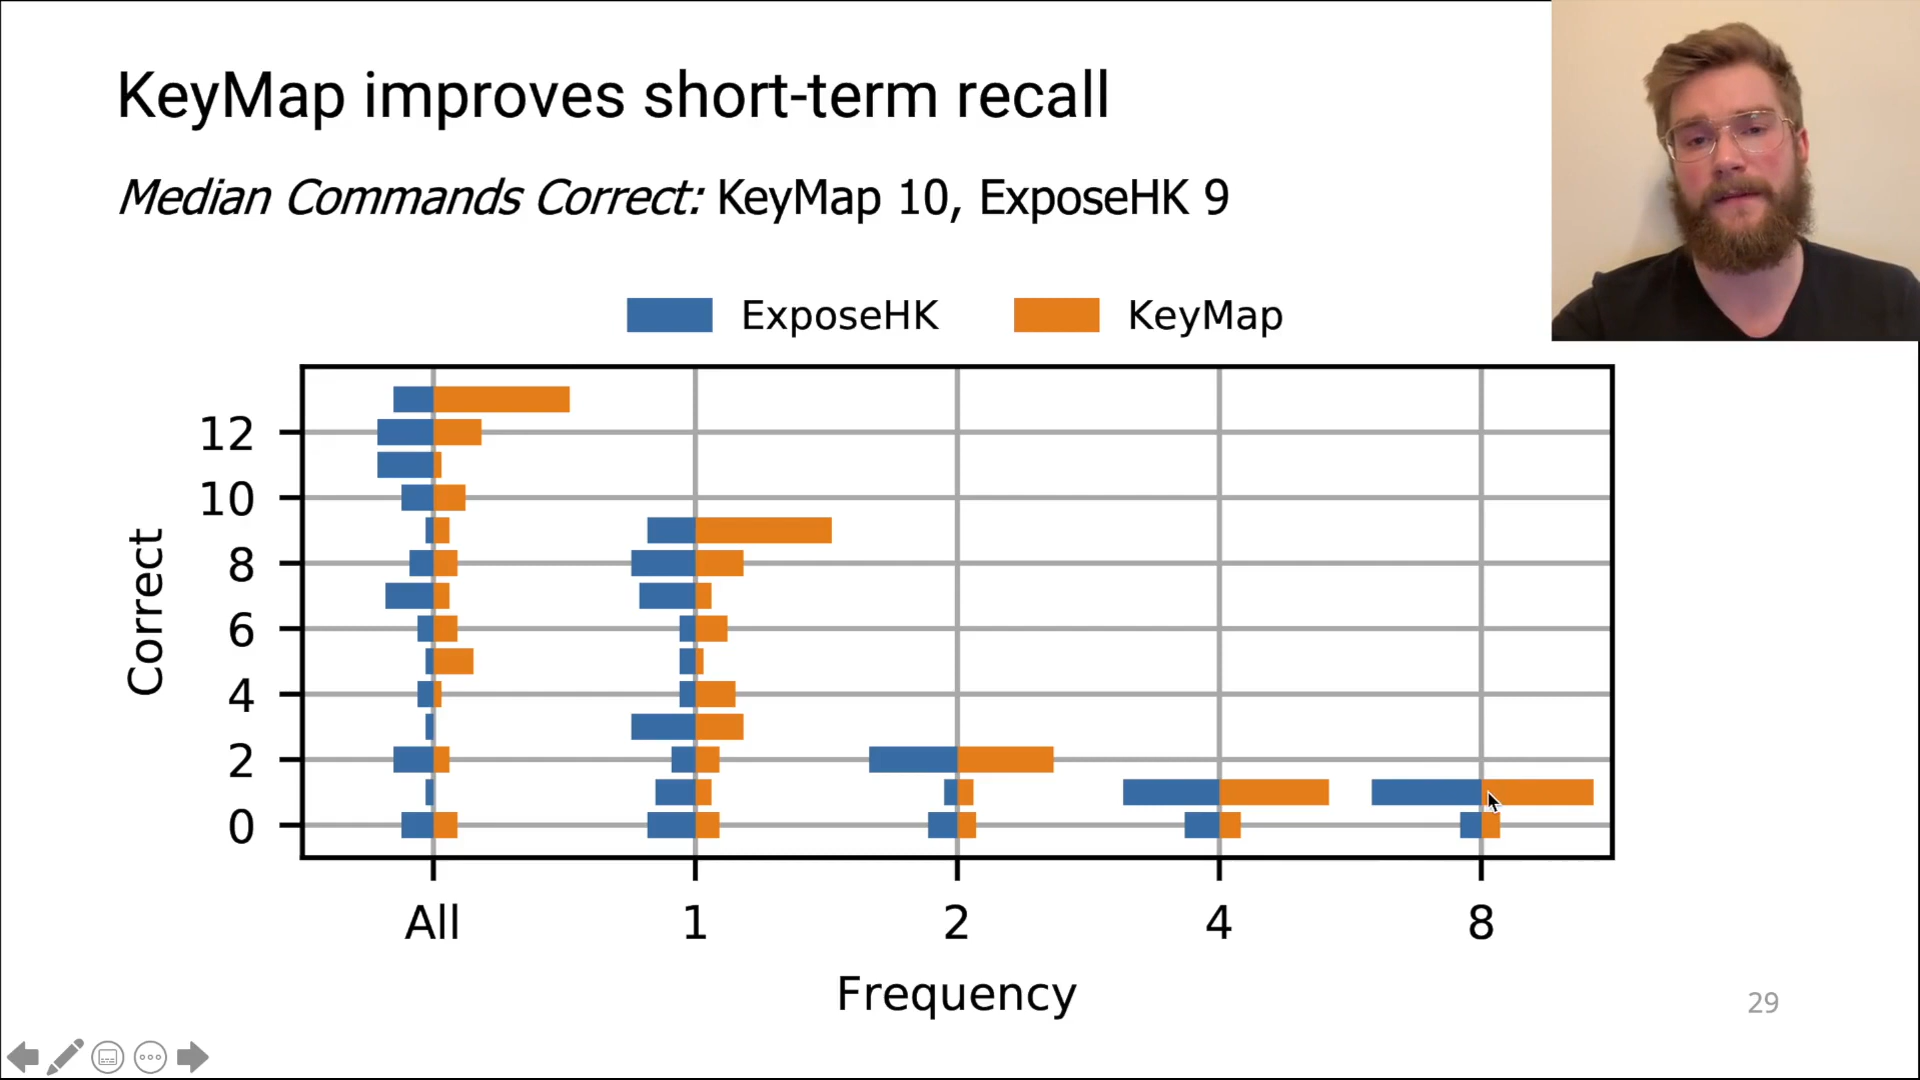 KeyMap improves short-term recall
Median Commands Correct: KeyMap 10, ExposeHK 9
ExposeHK
KeyMap
12
10
8
6
4
2
0
Correct
All
1
2
4
8
Frequency
29